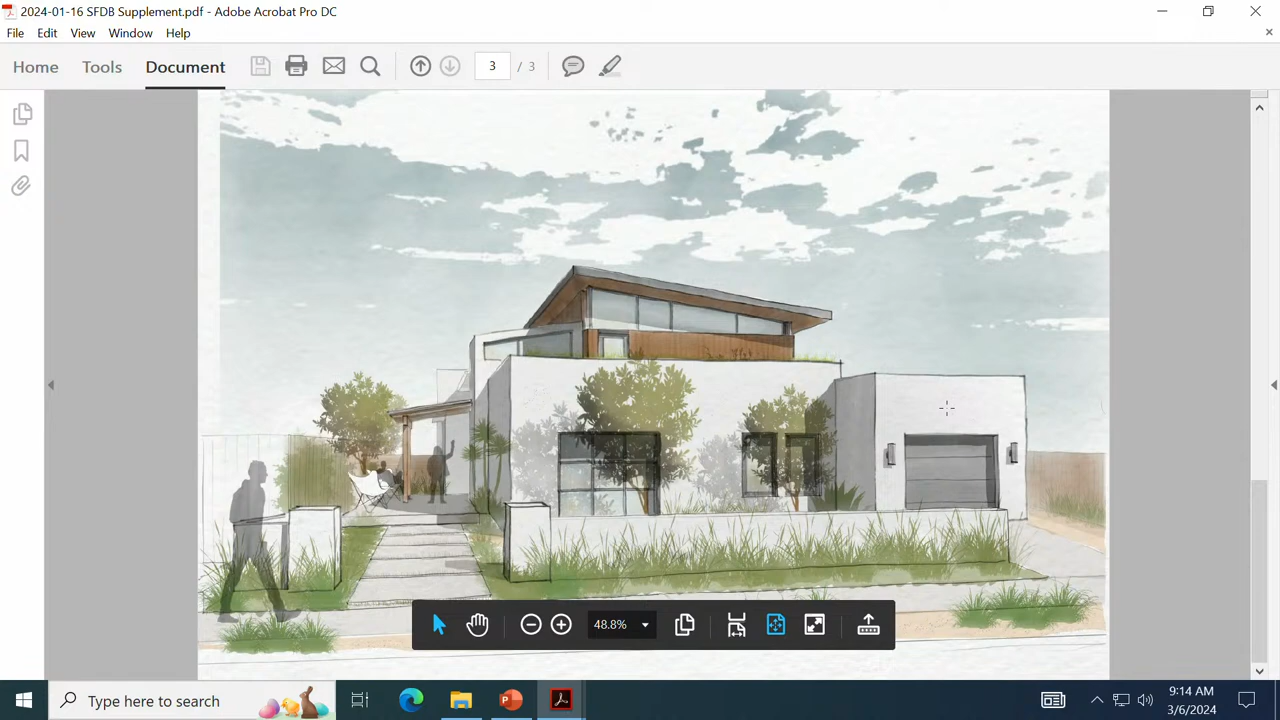 2024-01-16 SFDB Supplement.pdf - Adobe Acrobat Pro DC
File Edit View Window Help
Home Tools Document 3 / 3
48.8%
Type here to search
9:14 AM
3/6/2024